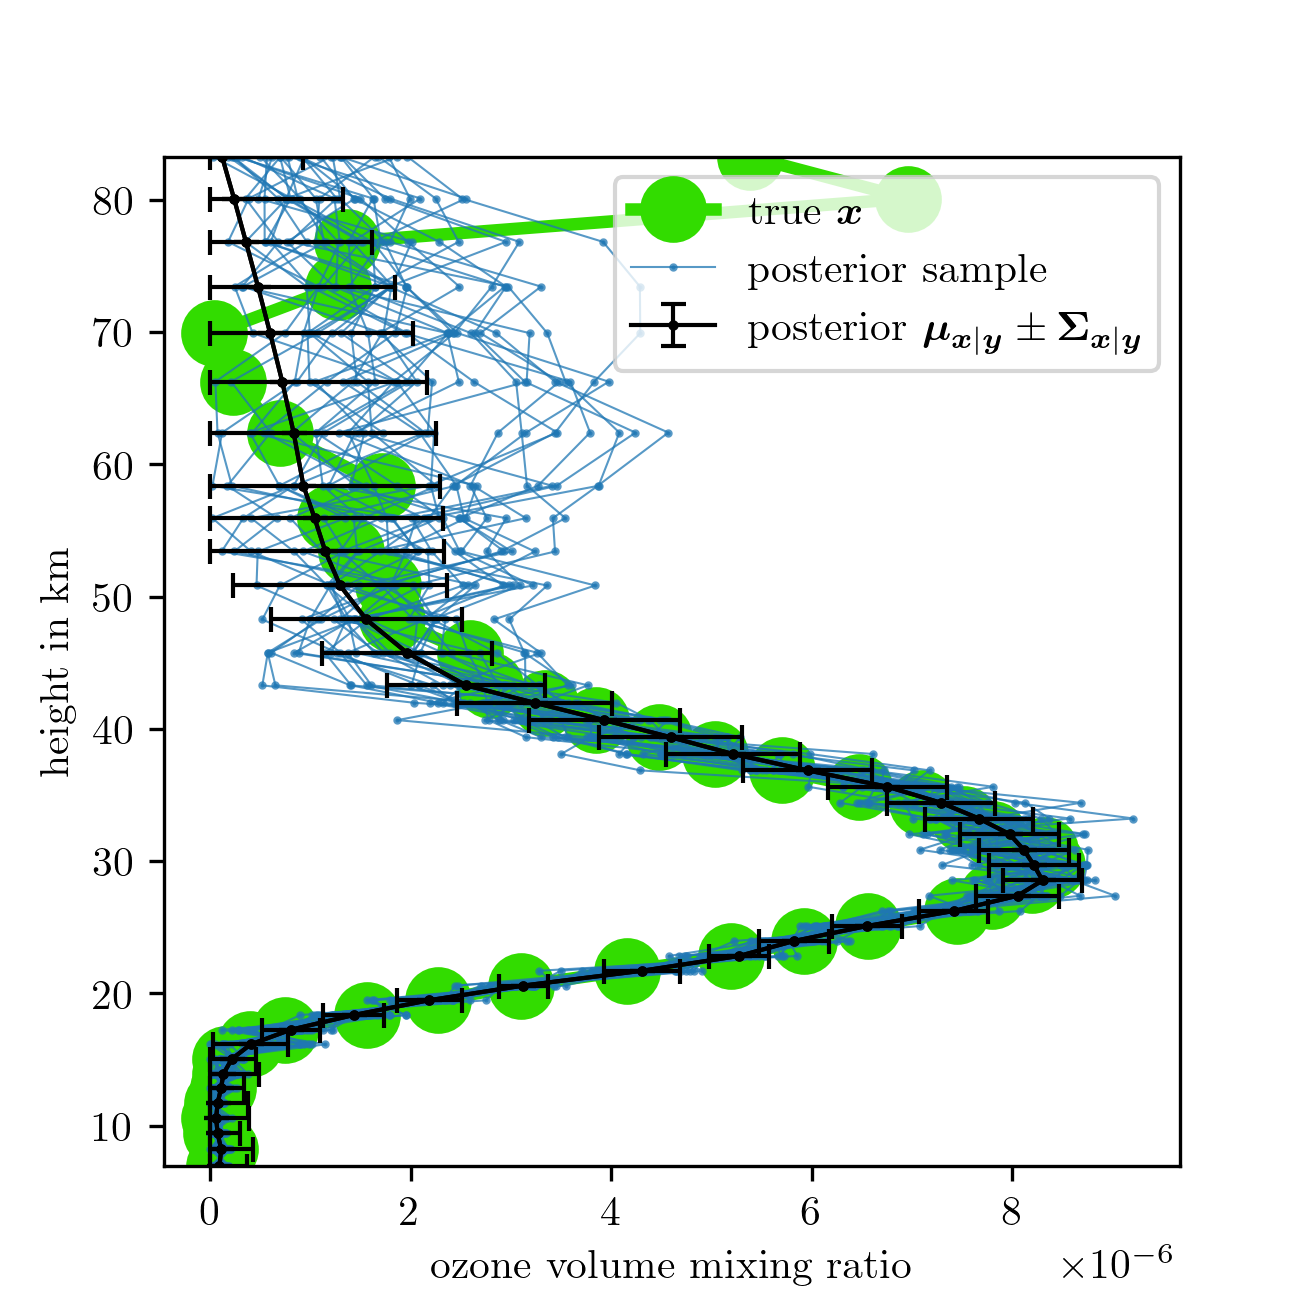 true x
posterior sample
posterior μx|y ± Σx|y
80
70
60
50
40
30
20
10
height in km
0 2 4 6 8
ozone volume mixing ratio
×10⁻⁶